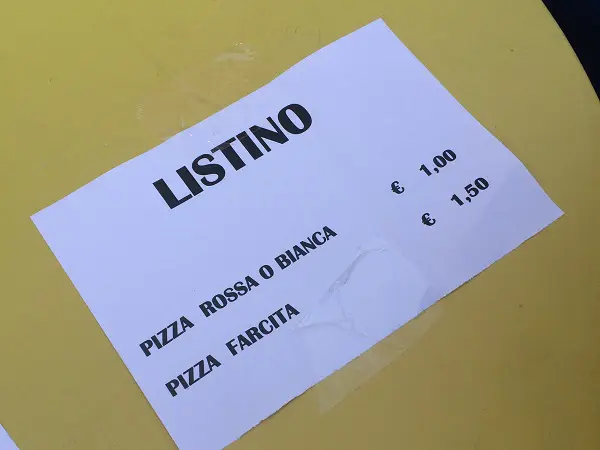 LISTINO
PIZZA ROSSA O BIANCA € 1,00
PIZZA FARCITA € 1,50